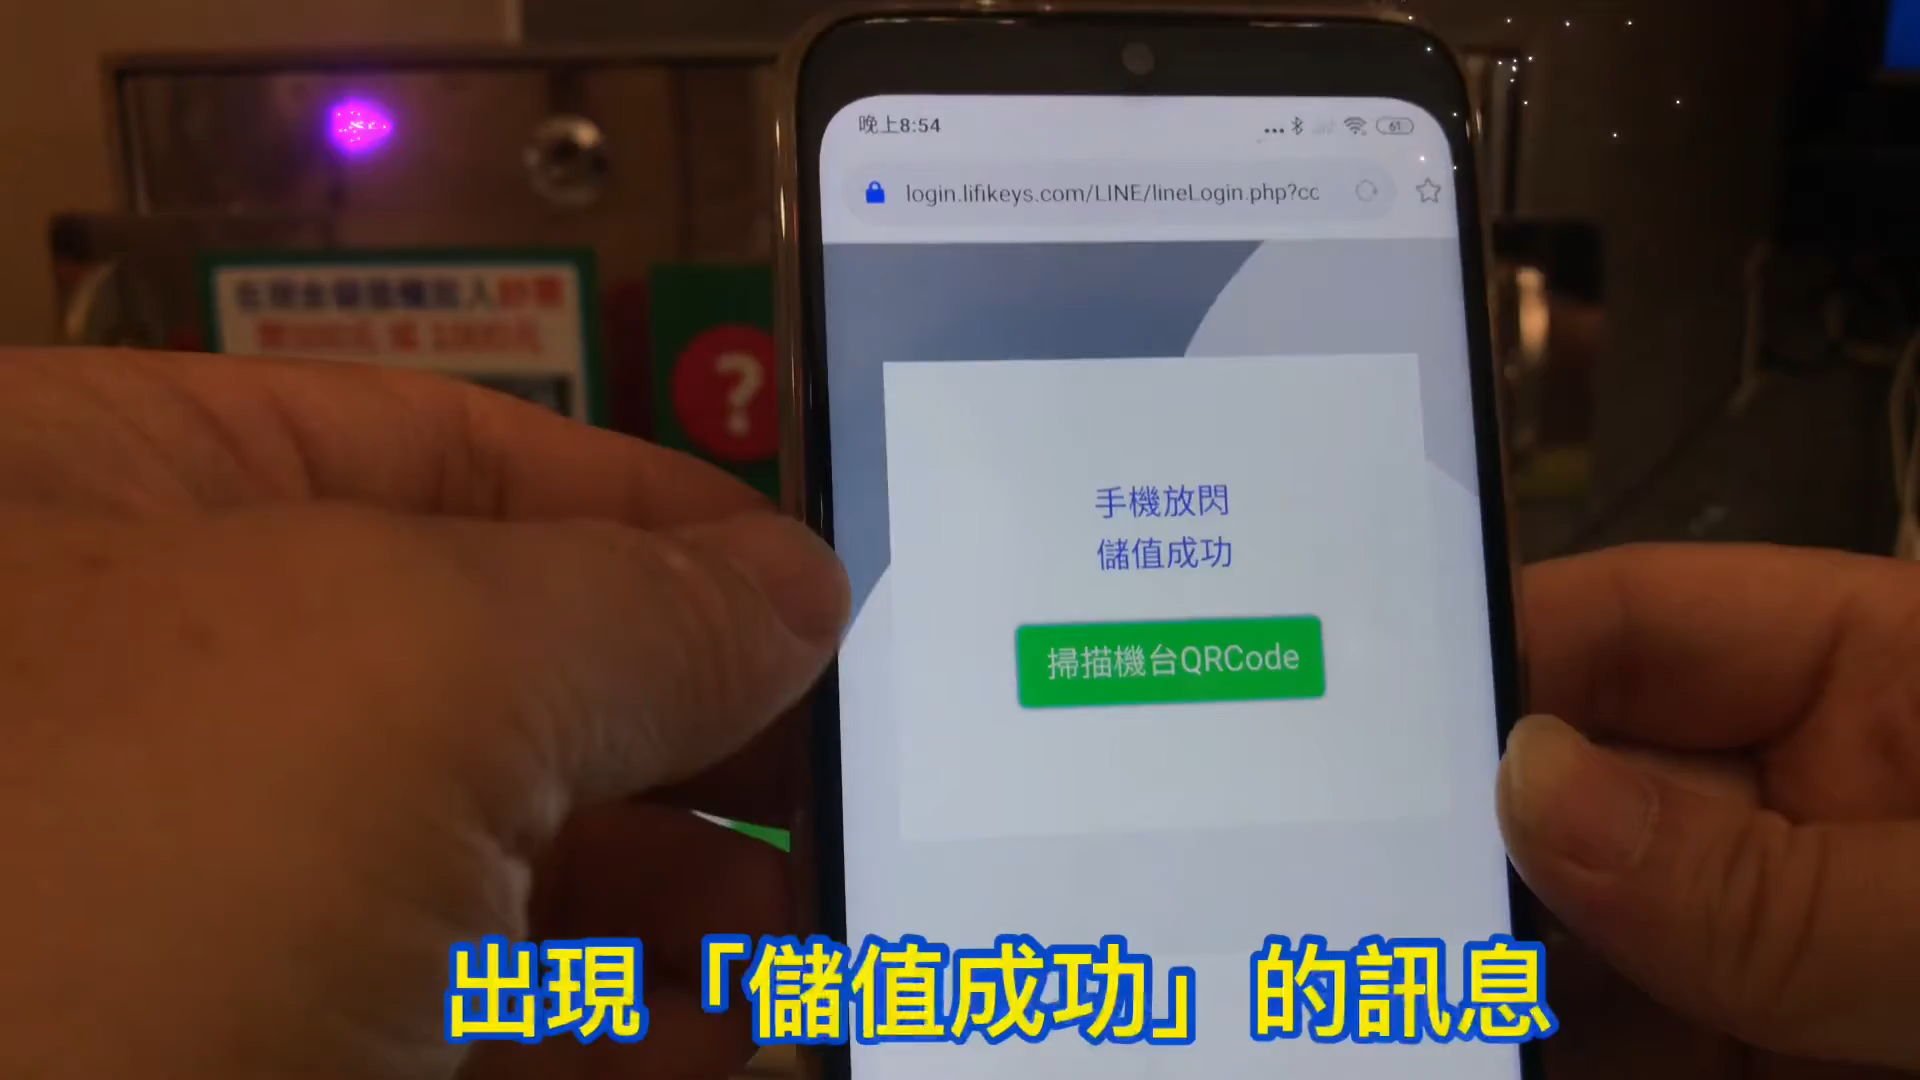 晚上8:54
61
login.lifikeys.com/LINE/lineLogin.php?cc
手機放閃
儲值成功
掃描機台QRCode
?
出現「儲值成功」的訊息